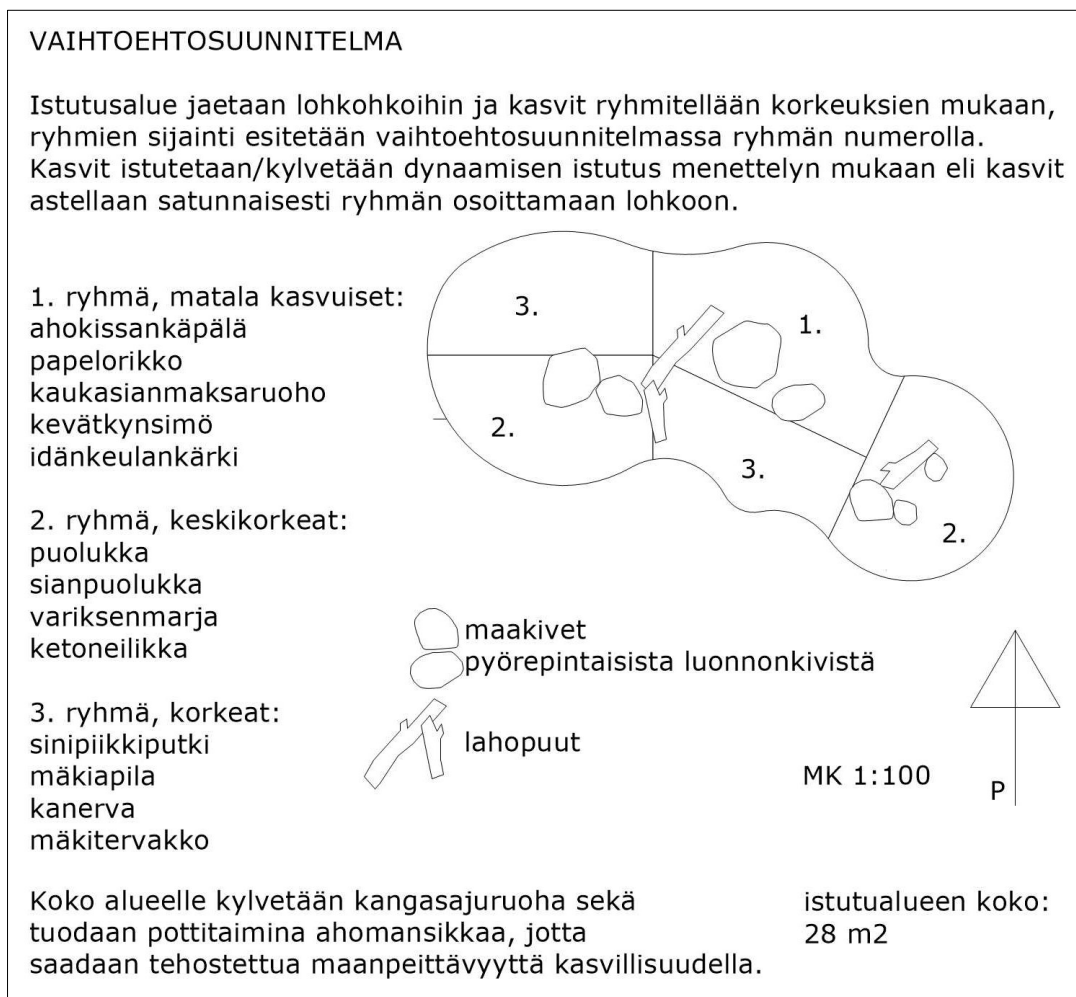 VAIHTOEHTOSUUNNITELMA
Istutusalue jaetaan lohkohkoihin ja kasvit ryhmitellään korkeuksien mukaan,
ryhmien sijainti esitetään vaihtoehtosuunnitelmassa ryhmän numerolla.
Kasvit istutetaan/kylvetään dynaamisen istutus menettelyn mukaan eli kasvit
astellaan satunnaisesti ryhmän osoittamaan lohkoon.
1. ryhmä, matala kasvuiset:
ahokissankäpälä
papelorikko
kaukasianmaksaruoho
kevätkynsimö
idänkeulankärki
2. ryhmä, keskikorkeat:
puolukka
sianpuolukka
variksenmarja
ketoneilikka
3. ryhmä, korkeat:
sinipiikkiputki
mäkiapila
kanerva
mäkitervakko
3.
1.
2.
3.
2.
maakivet
pyörepintaisista luonnonkivistä
lahopuut
MK 1:100
P
Koko alueelle kylvetään kangasajuruoha sekä
tuodaan pottitaimina ahomansikkaa, jotta
saadaan tehostettua maanpeittävyyttä kasvillisuudella.
istutualueen koko:
28 m2